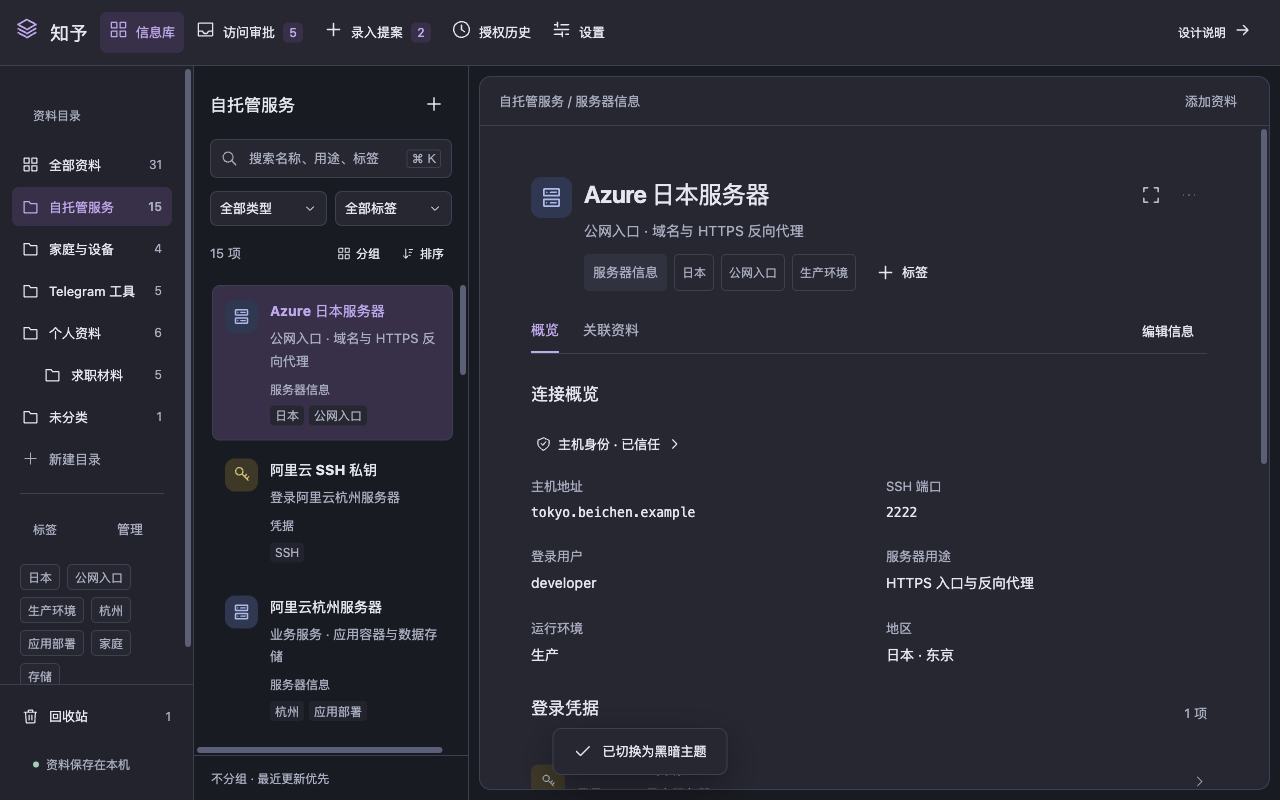 知予
信息库
访问审批 5
录入提案 2
授权历史
设置
设计说明
资料目录
全部资料 31
自托管服务 15
家庭与设备 4
Telegram 工具 5
个人资料 6
求职材料 5
未分类 1
新建目录
标签 管理
日本 公网入口
生产环境 杭州
应用部署 家庭
存储
回收站 1
资料保存在本机
自托管服务
搜索名称、用途、标签 ⌘ K
全部类型 全部标签
15 项 分组 排序
Azure 日本服务器
公网入口 · 域名与 HTTPS 反
向代理
服务器信息
日本 公网入口
阿里云 SSH 私钥
登录阿里云杭州服务器
凭据
SSH
阿里云杭州服务器
业务服务 · 应用容器与数据存
储
服务器信息
杭州 应用部署
不分组 · 最近更新优先
自托管服务 / 服务器信息 添加资料
Azure 日本服务器
公网入口 · 域名与 HTTPS 反向代理
服务器信息 日本 公网入口 生产环境 标签
概览 关联资料 编辑信息
连接概览
主机身份 · 已信任
主机地址 SSH 端口
tokyo.beichen.example 2222
登录用户 服务器用途
developer HTTPS 入口与反向代理
运行环境 地区
生产 日本 · 东京
登录凭据 1 项
已切换为黑暗主题